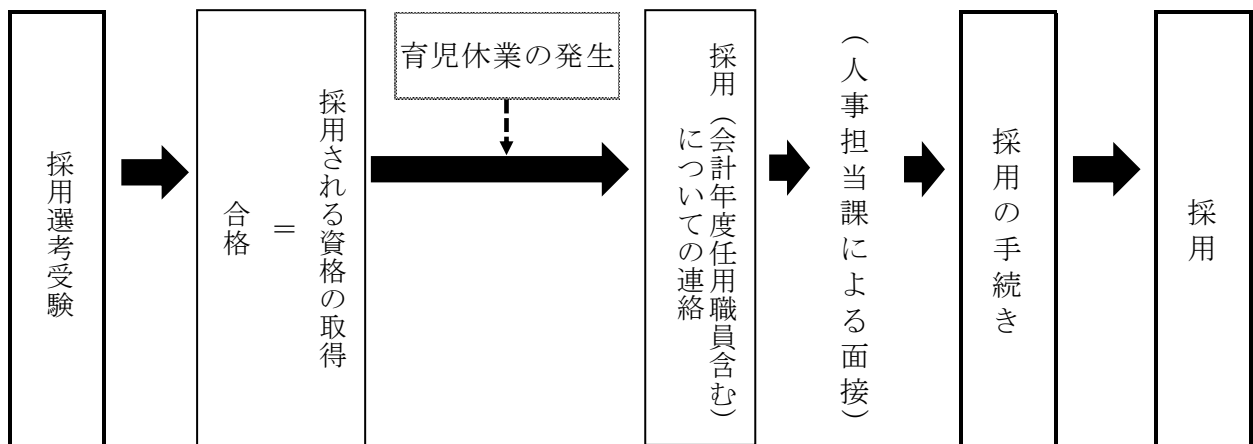 採用選考受験
合格
＝
採用される資格の取得
育児休業の発生
採用（会計年度任用職員含む）
についての連絡
（人事担当課による面接）
採用の手続き
採用